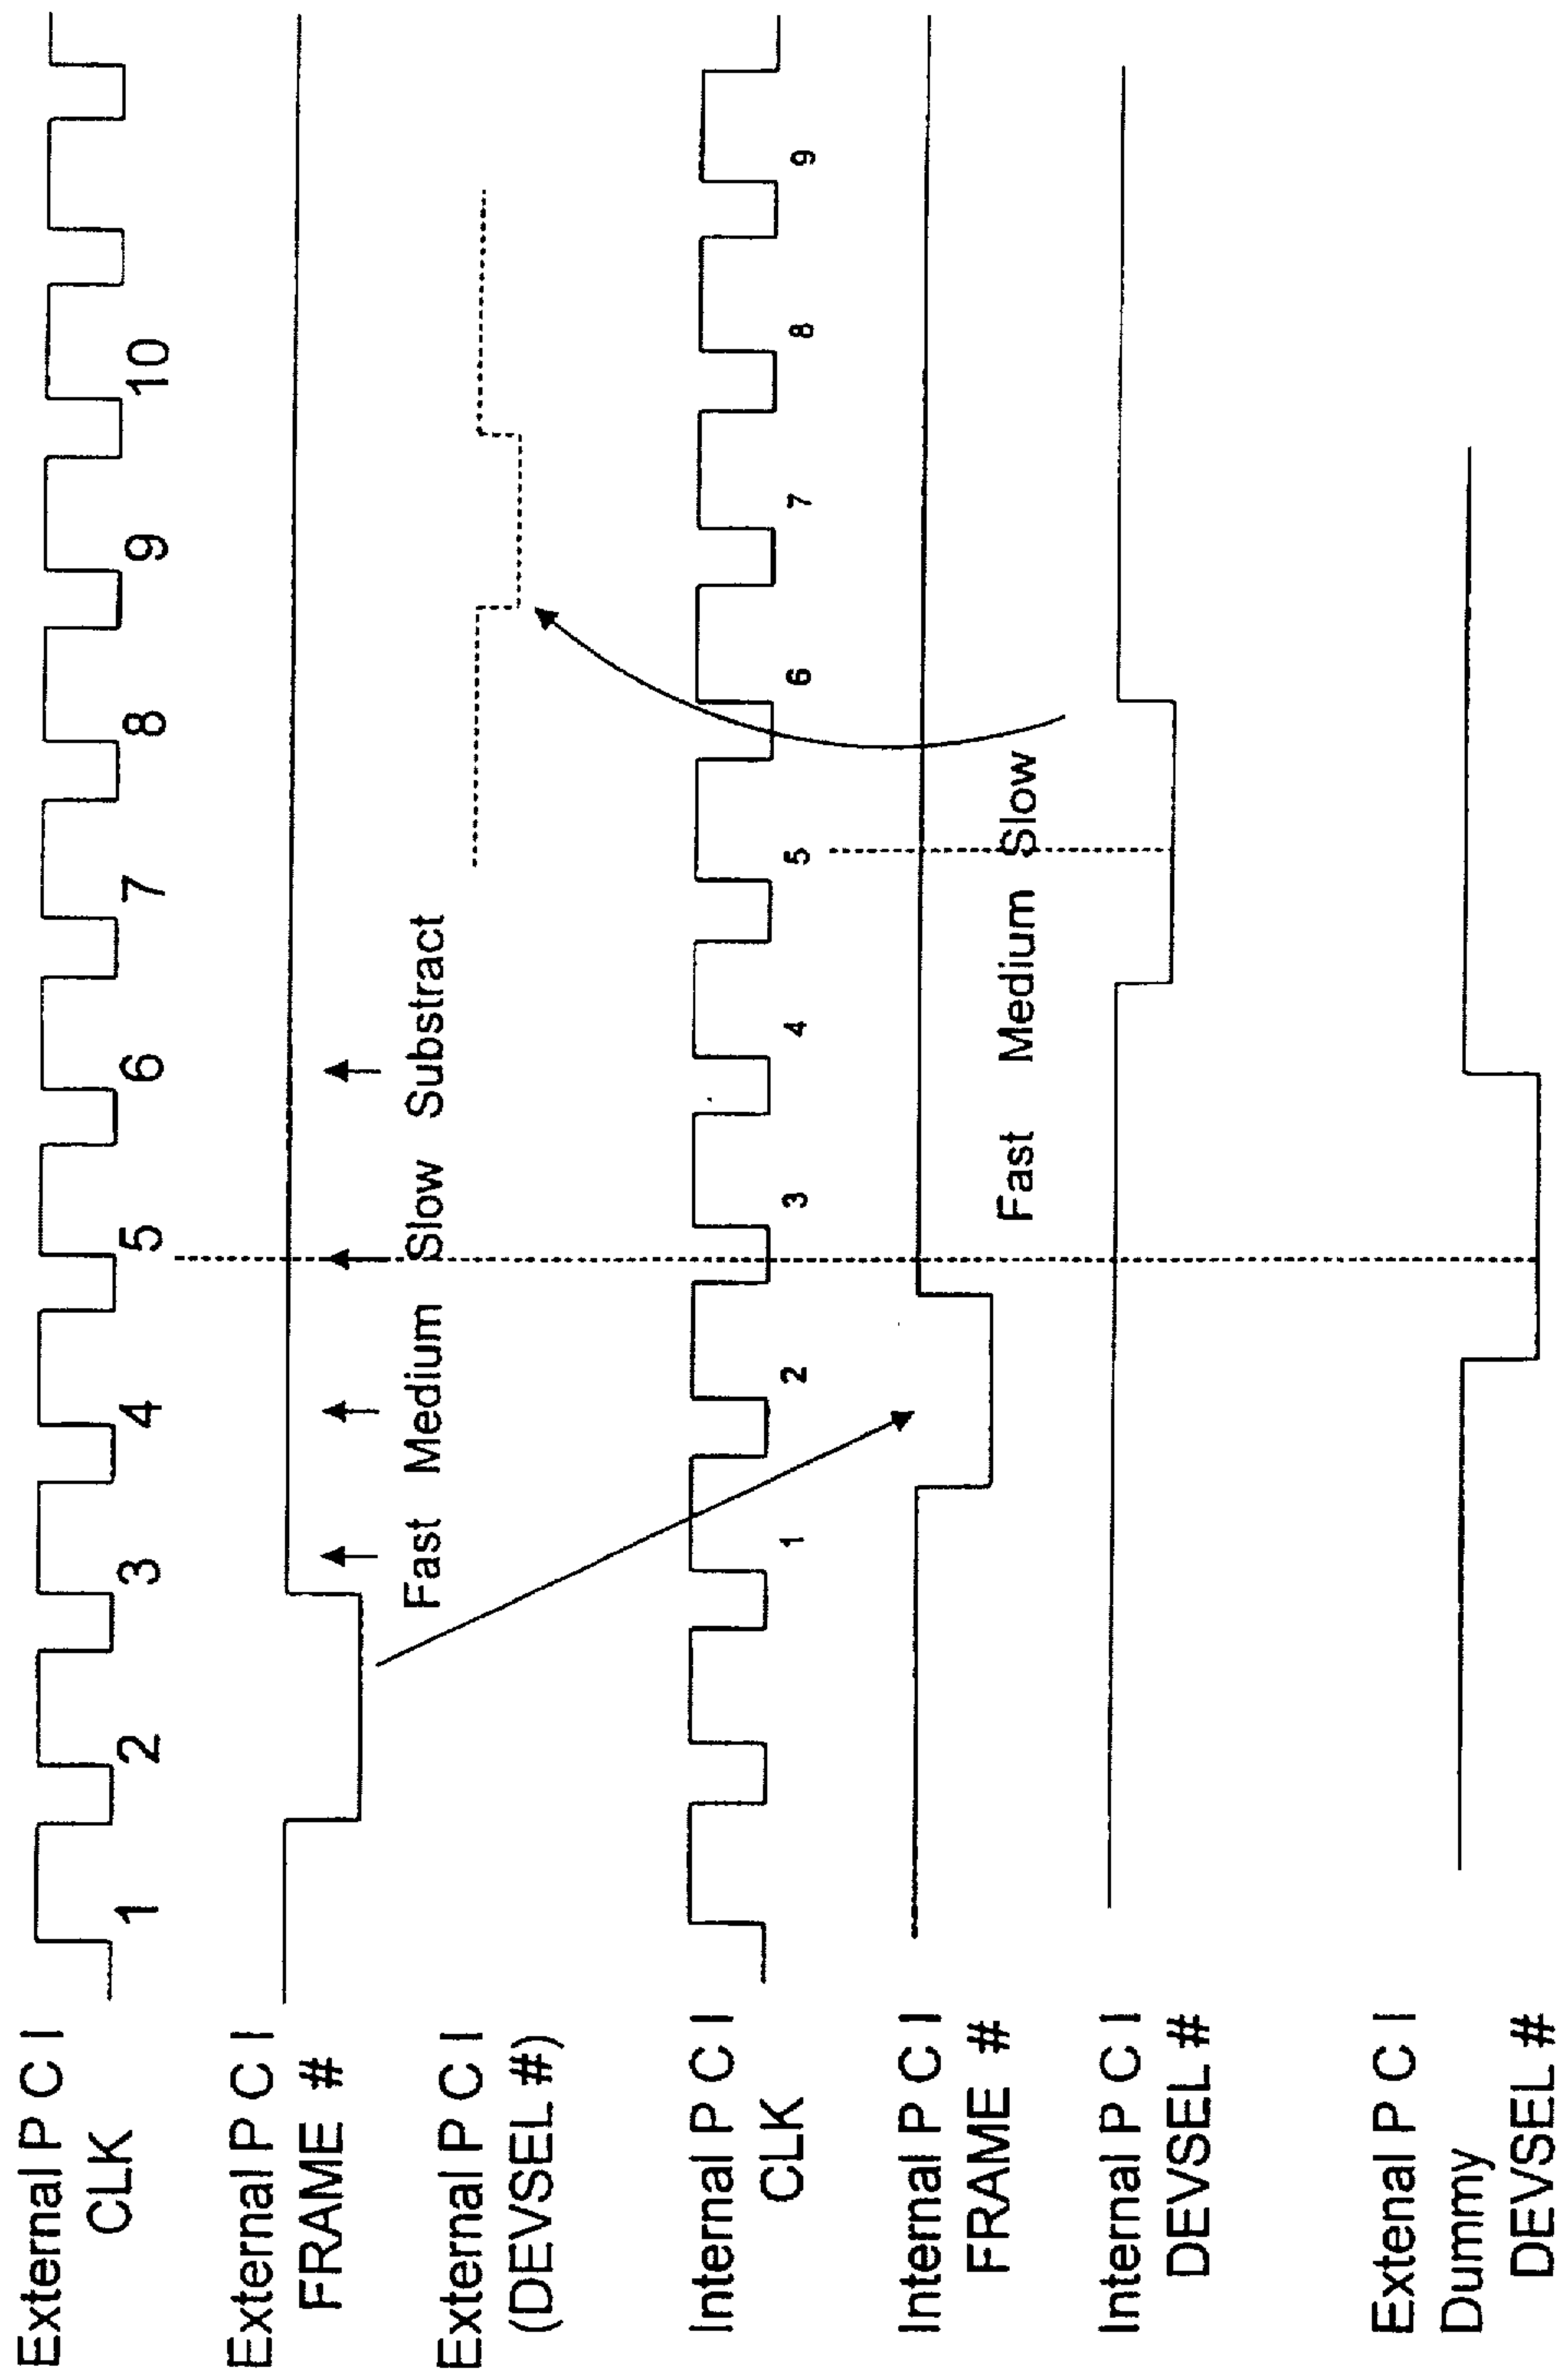 External P C I
CLK
1 2 3 4 5 6 7 8 9 10
External P C I
FRAME #
External P C I
(DEVSEL #)
Fast Medium Slow Substract
Internal P C I
CLK
1 2 3 4 5 6 7 8 9
Internal P C I
FRAME #
Fast Medium Slow
Internal P C I
DEVSEL #
External P C I
Dummy
DEVSEL #